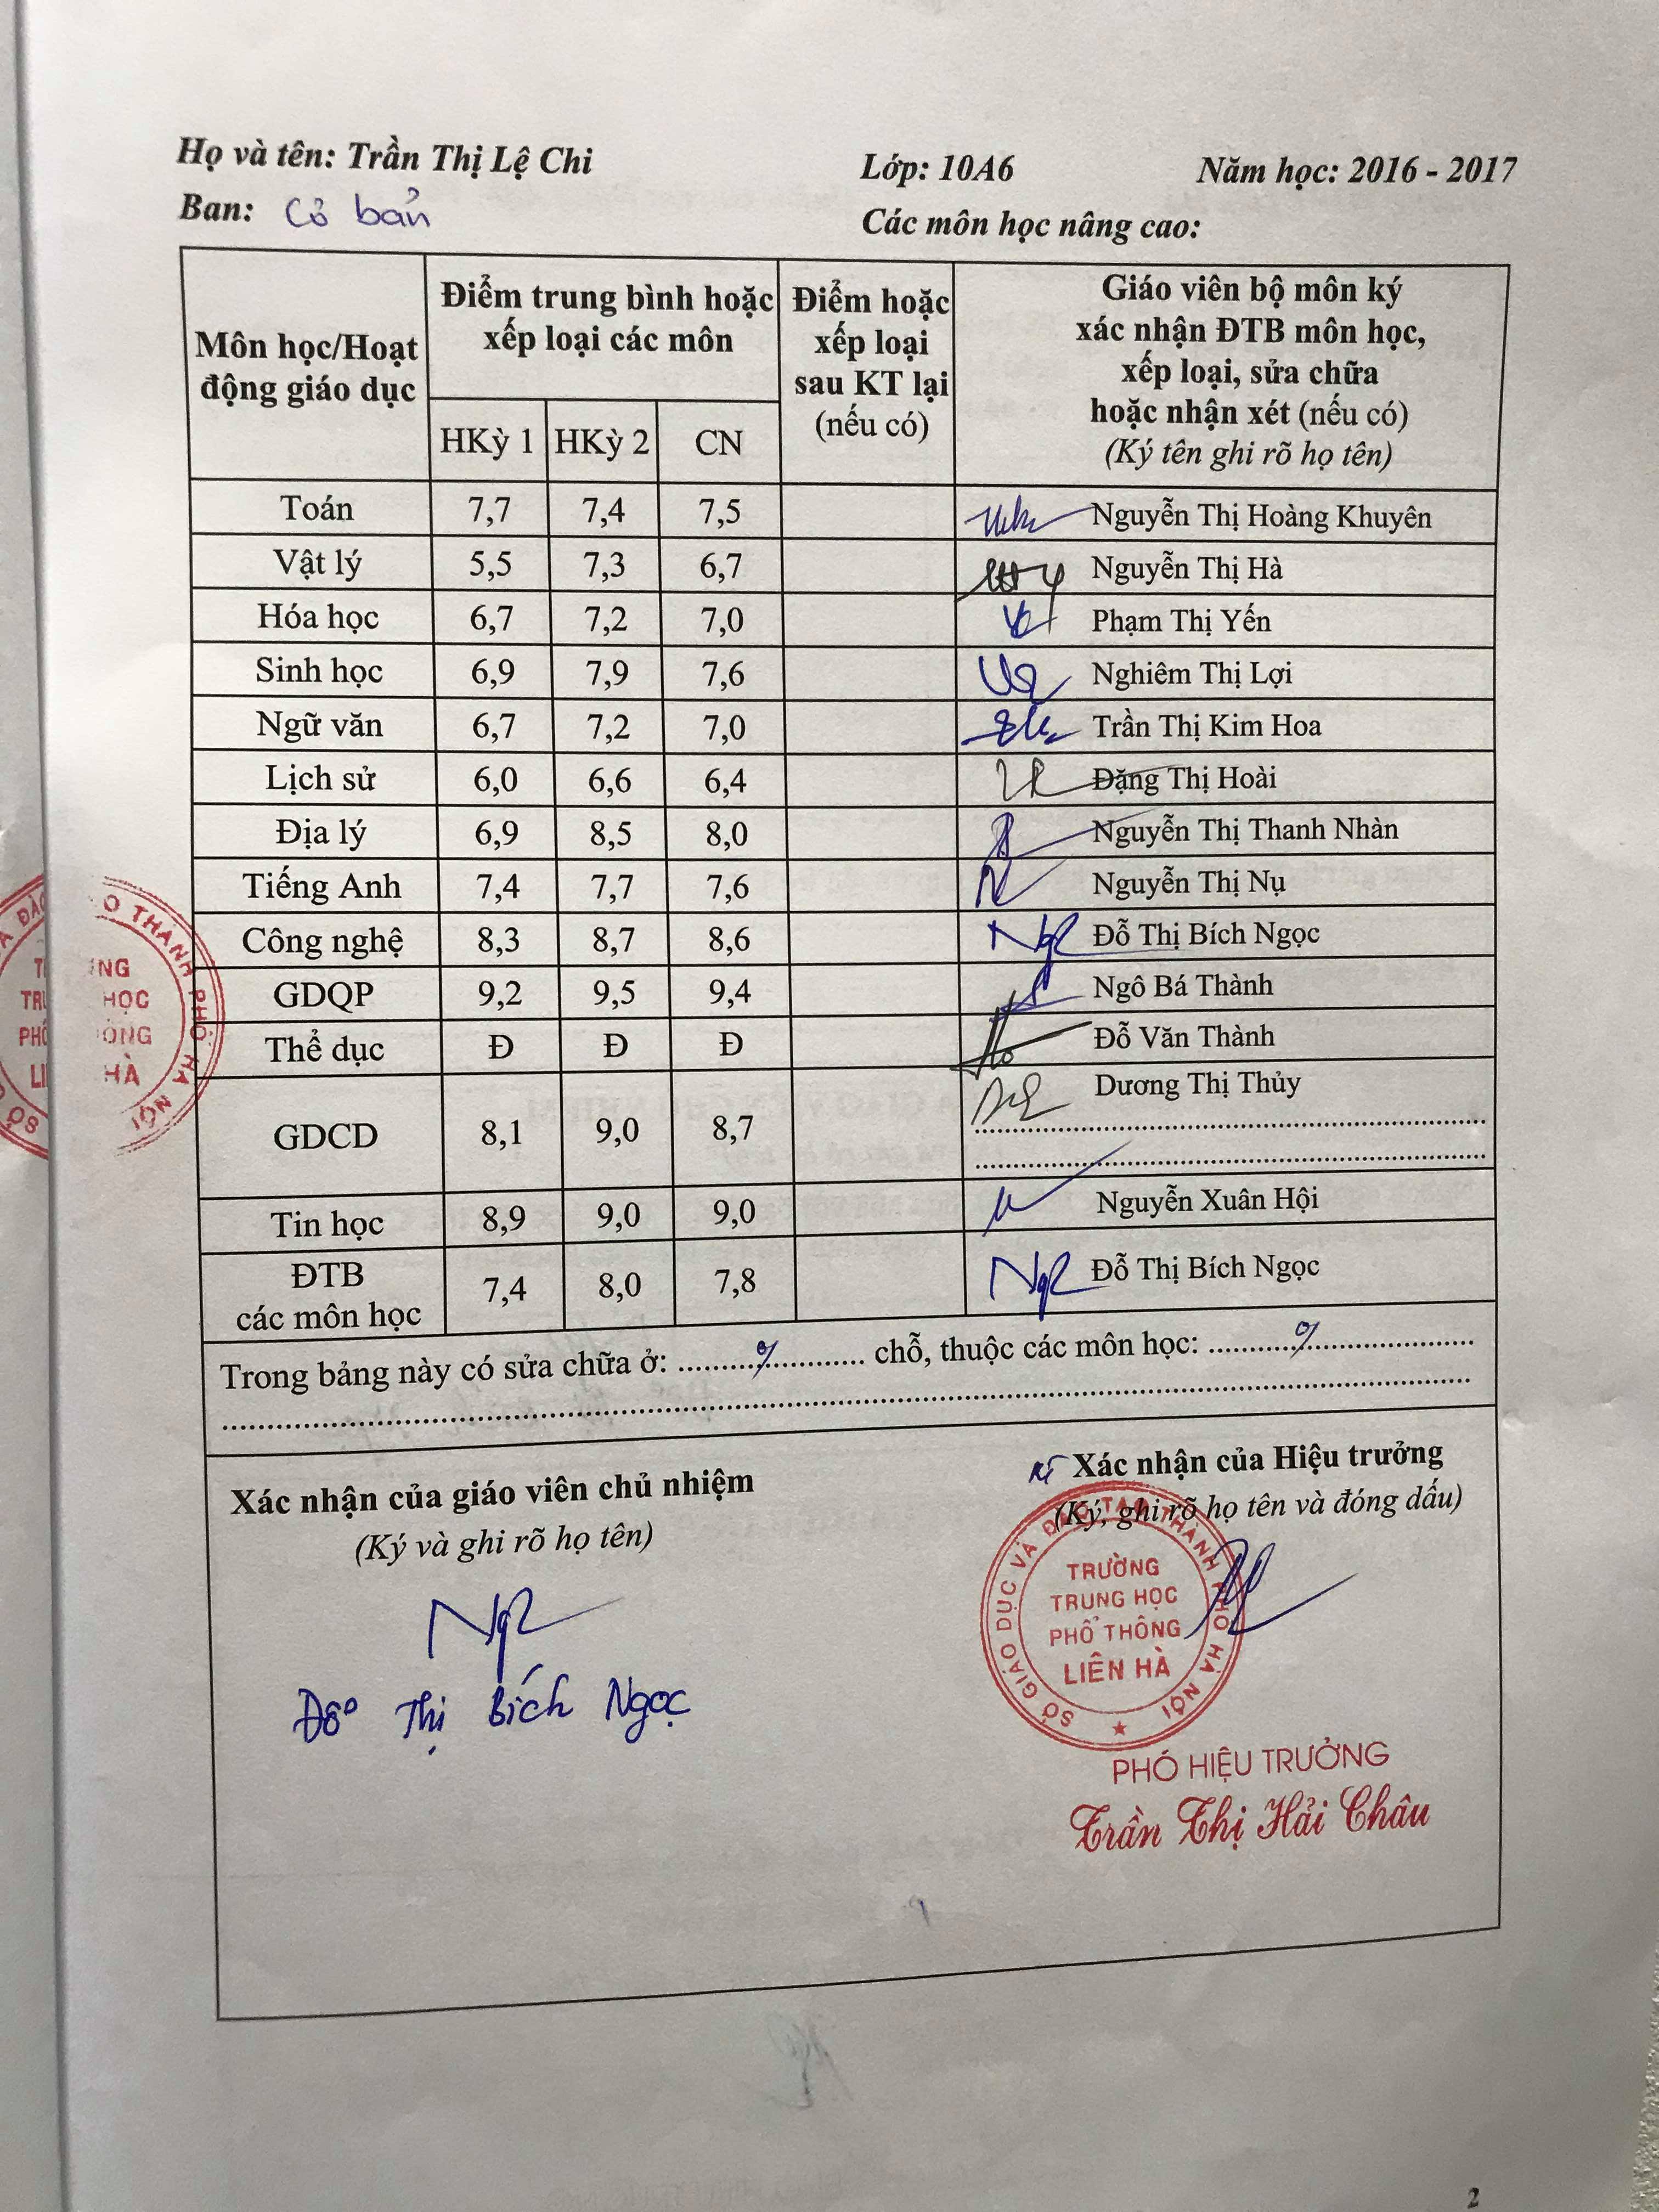 Họ và tên: Trần Thị Lệ Chi Lớp: 10A6 Năm học: 2016 - 2017
Ban: Cơ bản Các môn học nâng cao:
Môn học/Hoạt động giáo dục
Điểm trung bình hoặc xếp loại các môn
HKỳ 1 HKỳ 2 CN
Điểm hoặc xếp loại sau KT lại (nếu có)
Giáo viên bộ môn ký
xác nhận ĐTB môn học,
xếp loại, sửa chữa
hoặc nhận xét (nếu có)
(Ký tên ghi rõ họ tên)
Toán 7,7 7,4 7,5 Nguyễn Thị Hoàng Khuyên
Vật lý 5,5 7,3 6,7 Nguyễn Thị Hà
Hóa học 6,7 7,2 7,0 Phạm Thị Yến
Sinh học 6,9 7,9 7,6 Nghiêm Thị Lợi
Ngữ văn 6,7 7,2 7,0 Trần Thị Kim Hoa
Lịch sử 6,0 6,6 6,4 Đặng Thị Hoài
Địa lý 6,9 8,5 8,0 Nguyễn Thị Thanh Nhàn
Tiếng Anh 7,4 7,7 7,6 Nguyễn Thị Nụ
Công nghệ 8,3 8,7 8,6 Đỗ Thị Bích Ngọc
GDQP 9,2 9,5 9,4 Ngô Bá Thành
Thể dục Đ Đ Đ Đỗ Văn Thành
GDCD 8,1 9,0 8,7 Dương Thị Thủy
Tin học 8,9 9,0 9,0 Nguyễn Xuân Hội
ĐTB các môn học 7,4 8,0 7,8 Đỗ Thị Bích Ngọc
Trong bảng này có sửa chữa ở: ........................ chỗ, thuộc các môn học: ........................
Xác nhận của giáo viên chủ nhiệm
(Ký và ghi rõ họ tên)
Đỗ Thị Bích Ngọc
Xác nhận của Hiệu trưởng
(Ký, ghi rõ họ tên và đóng dấu)
SỞ GIÁO DỤC VÀ ĐÀO TẠO THÀNH PHỐ HÀ NỘI
TRƯỜNG
TRUNG HỌC
PHỔ THÔNG
LIÊN HÀ
PHÓ HIỆU TRƯỞNG
Trần Thị Hải Châu
2